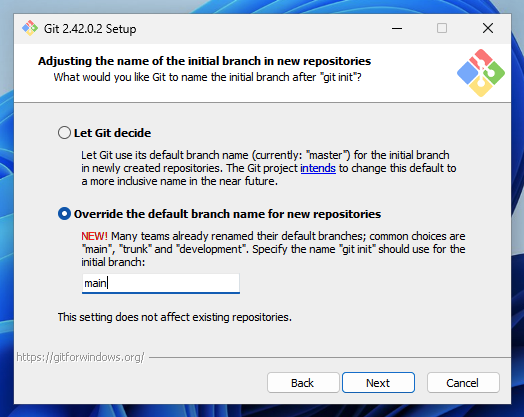 Git 2.42.0.2 Setup
Adjusting the name of the initial branch in new repositories
What would you like Git to name the initial branch after "git init"?
Let Git decide
Let Git use its default branch name (currently: "master") for the initial branch
in newly created repositories. The Git project intends to change this default to
a more inclusive name in the near future.
Override the default branch name for new repositories
NEW! Many teams already renamed their default branches; common choices are
"main", "trunk" and "development". Specify the name "git init" should use for the
initial branch:
main
This setting does not affect existing repositories.
https://gitforwindows.org/
Back
Next
Cancel